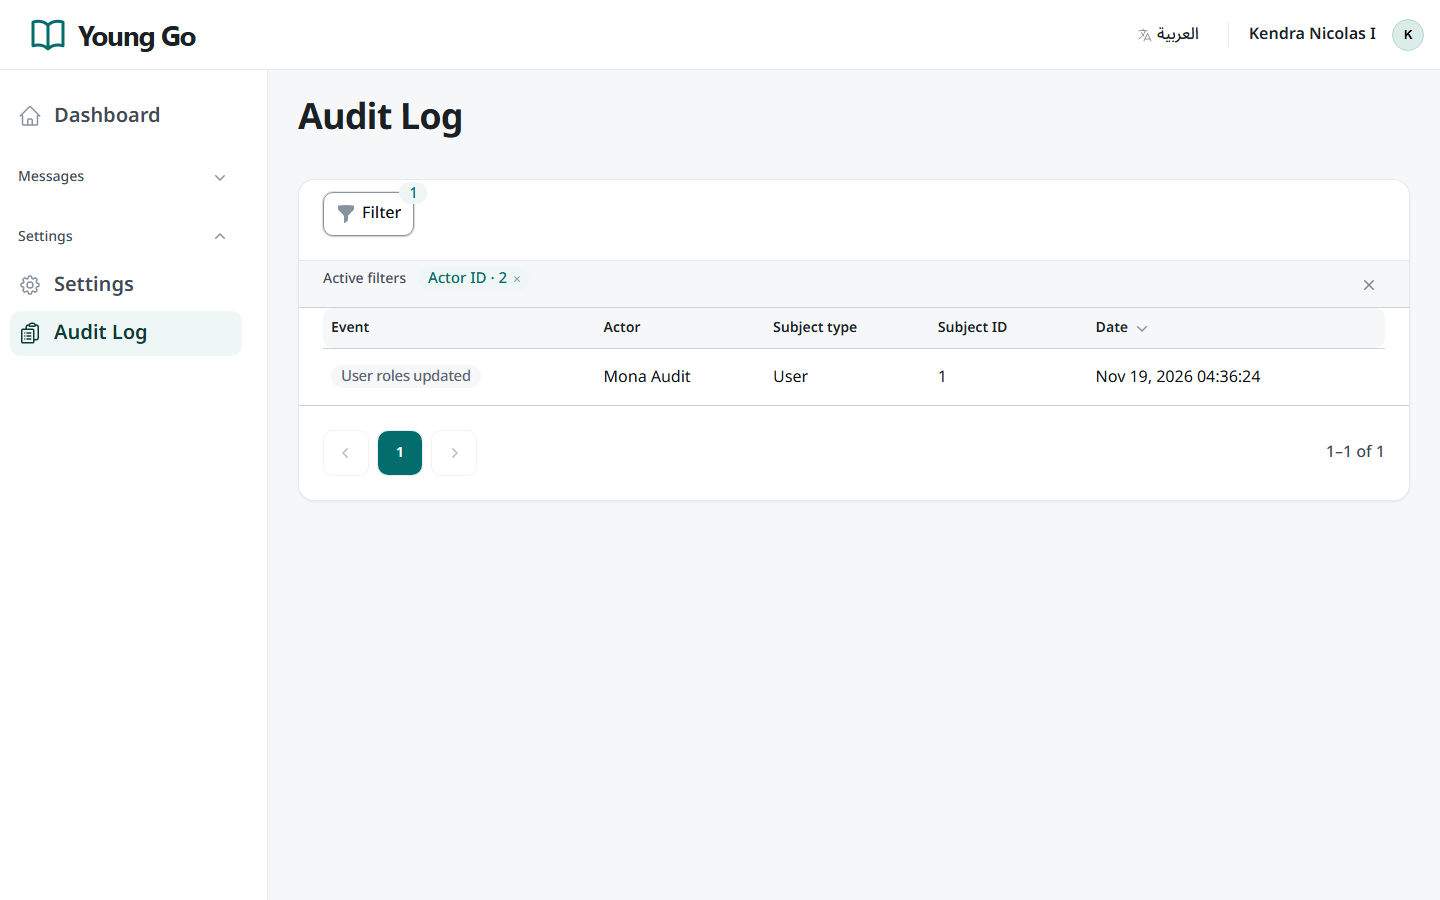 Young Go
العربية
Kendra Nicolas I
K
Dashboard
Messages
Settings
Settings
Audit Log
Audit Log
Filter
1
Active filters
Actor ID · 2 ×
Event Actor Subject type Subject ID Date
User roles updated Mona Audit User 1 Nov 19, 2026 04:36:24
1
1–1 of 1